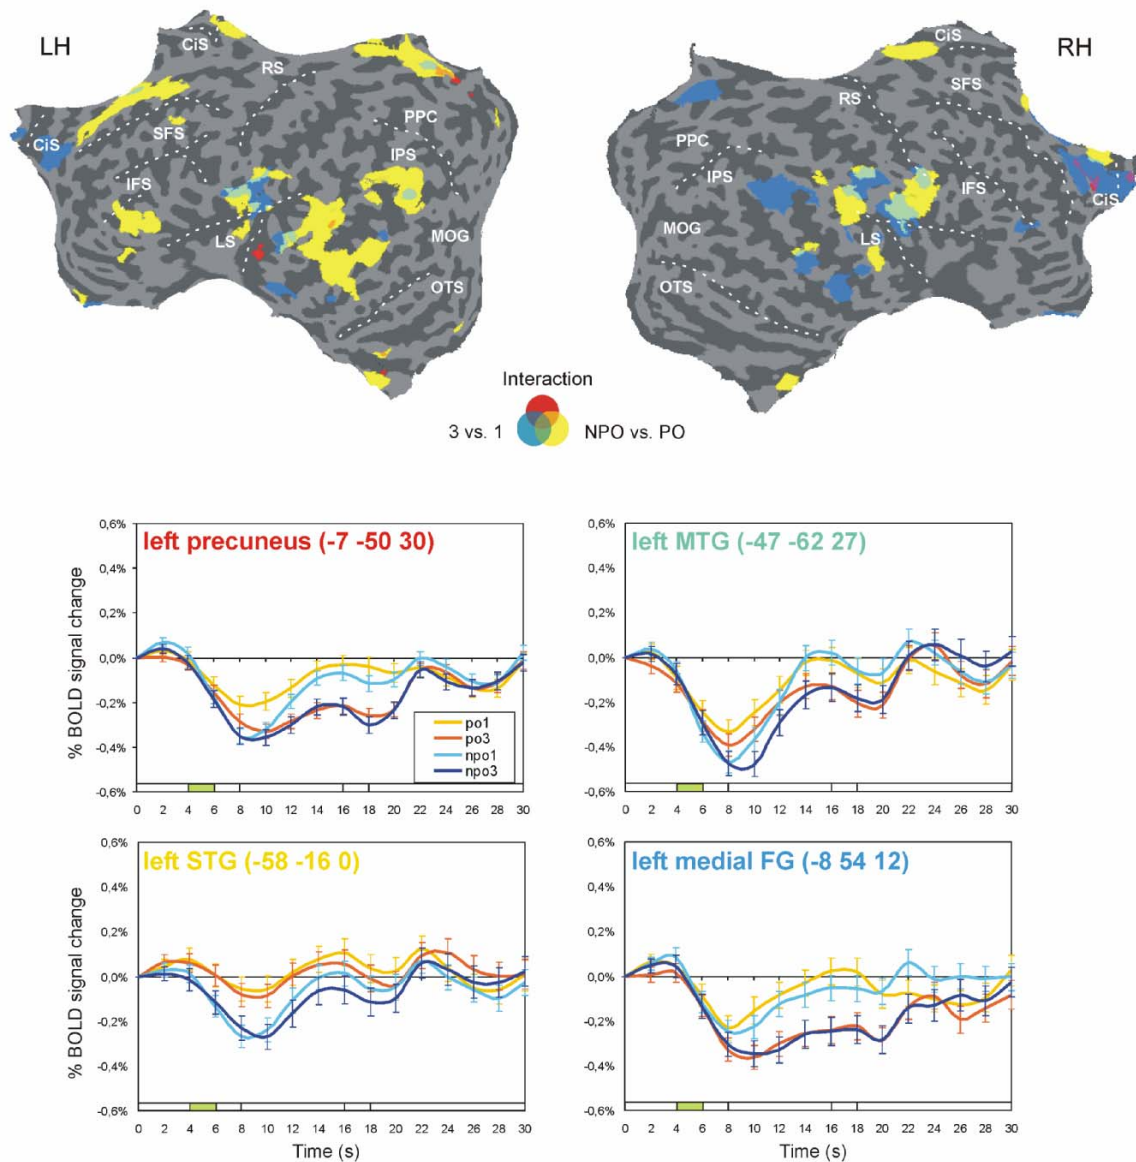 LH
CiS
RS
SFS
CiS
IFS
LS
PPC
IPS
MOG
OTS
RH
CiS
SFS
RS
PPC
IPS
IFS
CiS
MOG
LS
OTS
Interaction
3 vs. 1
NPO vs. PO
left precuneus (-7 -50 30)
% BOLD signal change
0,6%
0,4%
0,2%
0,0%
-0,2%
-0,4%
-0,6%
po1
po3
npo1
npo3
0 2 4 6 8 10 12 14 16 18 20 22 24 26 28 30
left MTG (-47 -62 27)
0,6%
0,4%
0,2%
0,0%
-0,2%
-0,4%
-0,6%
0 2 4 6 8 10 12 14 16 18 20 22 24 26 28 30
left STG (-58 -16 0)
% BOLD signal change
0,6%
0,4%
0,2%
0,0%
-0,2%
-0,4%
-0,6%
0 2 4 6 8 10 12 14 16 18 20 22 24 26 28 30
Time (s)
left medial FG (-8 54 12)
0,6%
0,4%
0,2%
0,0%
-0,2%
-0,4%
-0,6%
0 2 4 6 8 10 12 14 16 18 20 22 24 26 28 30
Time (s)